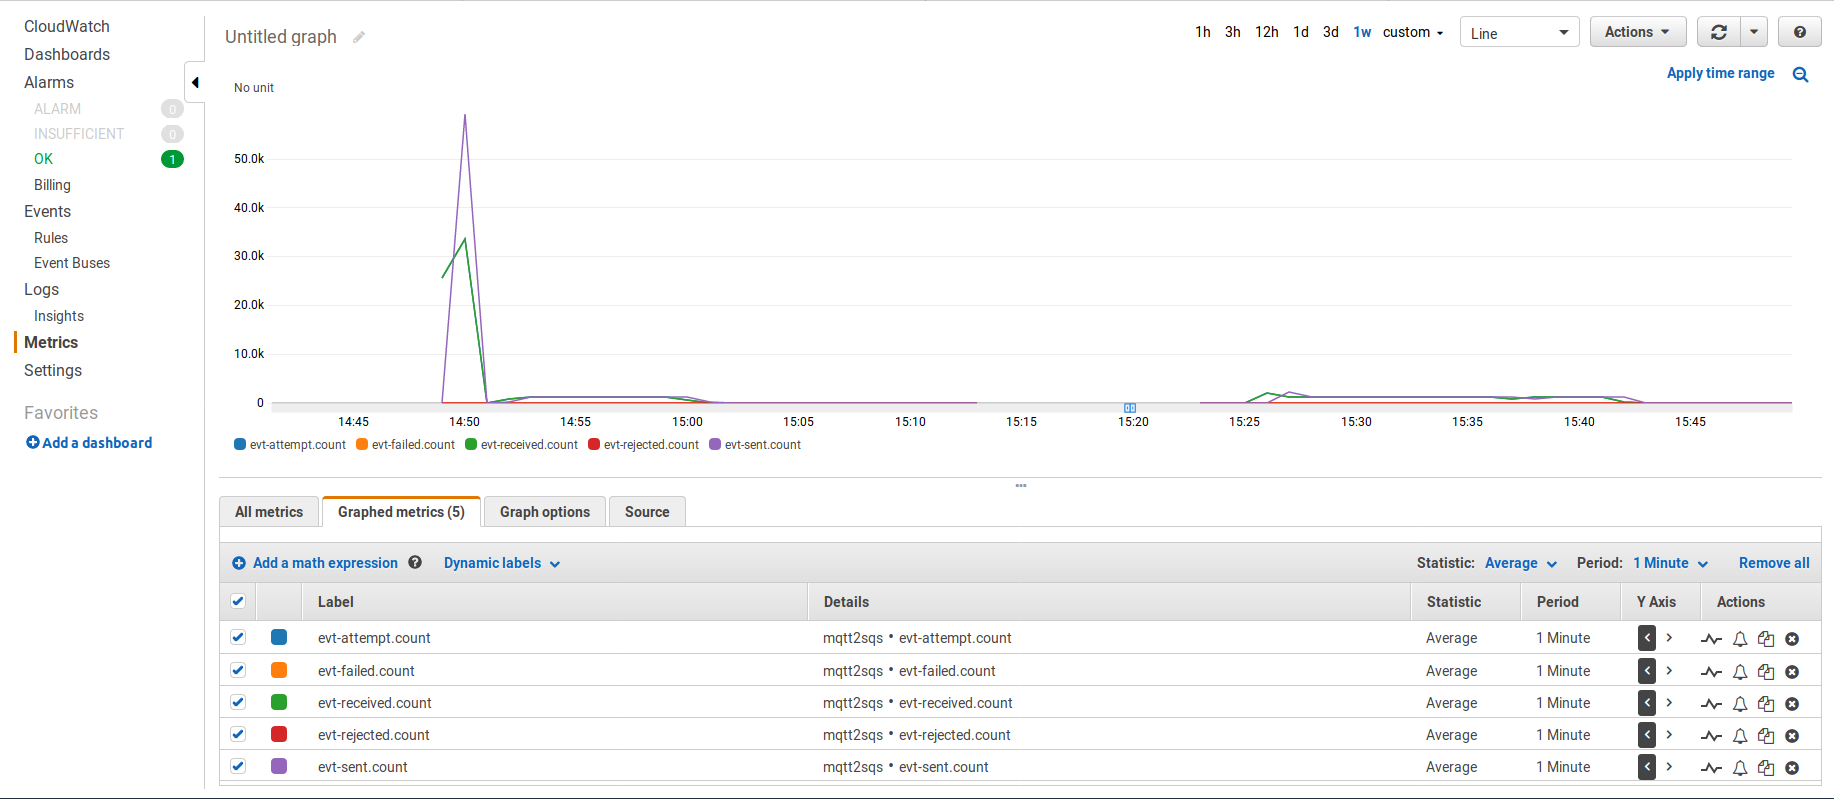 CloudWatch
Dashboards
Alarms
ALARM 0
INSUFFICIENT 0
OK 1
Billing
Events
Rules
Event Buses
Logs
Insights
Metrics
Settings
Favorites
Add a dashboard
Untitled graph
1h 3h 12h 1d 3d 1w custom Line Actions ?
Apply time range
No unit
50.0k
40.0k
30.0k
20.0k
10.0k
0
14:45 14:50 14:55 15:00 15:05 15:10 15:15 15:20 15:25 15:30 15:35 15:40 15:45
evt-attempt.count evt-failed.count evt-received.count evt-rejected.count evt-sent.count
All metrics Graphed metrics (5) Graph options Source
Add a math expression ? Dynamic labels Statistic: Average Period: 1 Minute Remove all
Label Details Statistic Period Y Axis Actions
evt-attempt.count mqtt2sqs • evt-attempt.count Average 1 Minute < >
evt-failed.count mqtt2sqs • evt-failed.count Average 1 Minute < >
evt-received.count mqtt2sqs • evt-received.count Average 1 Minute < >
evt-rejected.count mqtt2sqs • evt-rejected.count Average 1 Minute < >
evt-sent.count mqtt2sqs • evt-sent.count Average 1 Minute < >